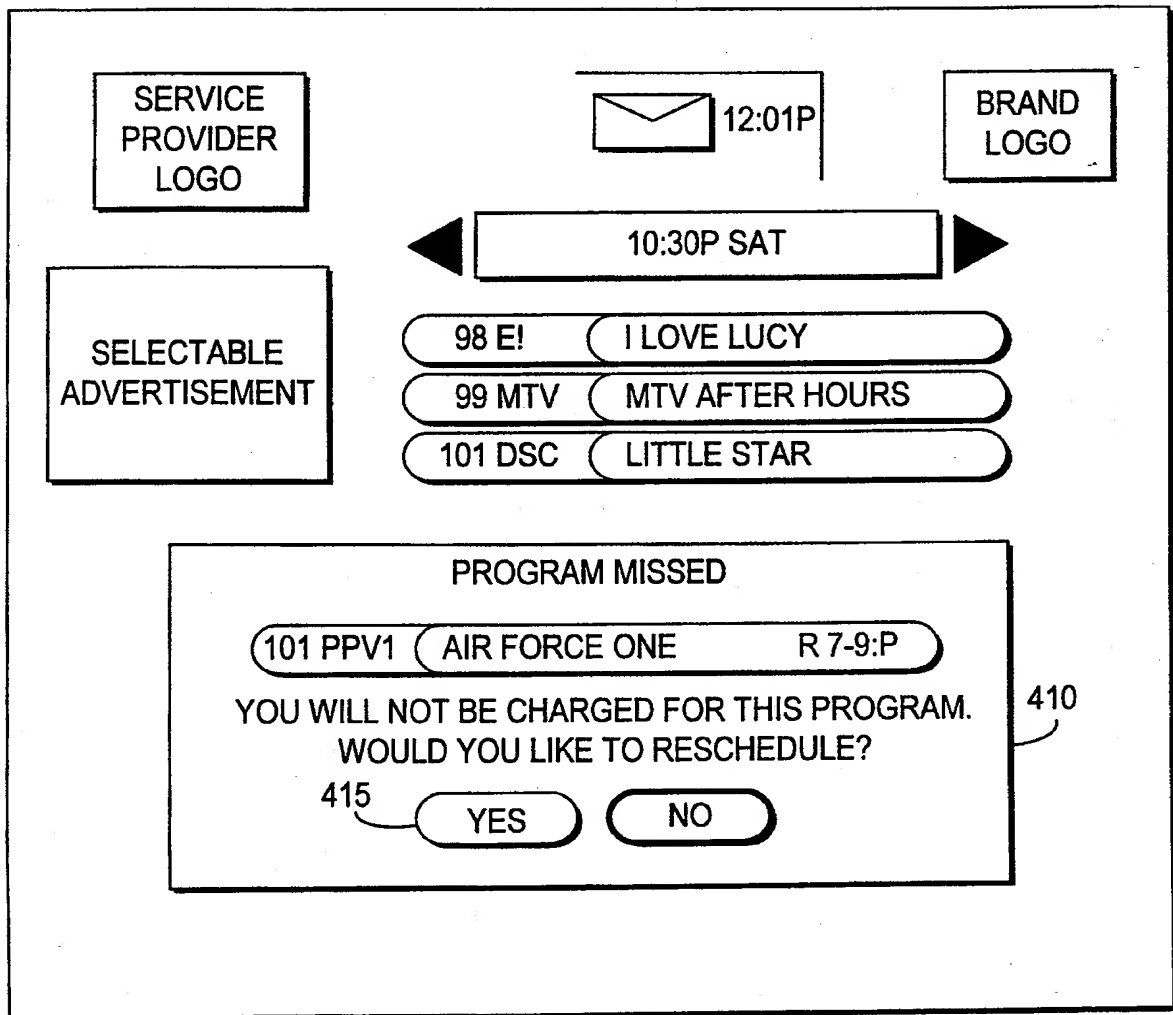 SERVICE
PROVIDER
LOGO
12:01P
BRAND
LOGO
10:30P SAT
SELECTABLE
ADVERTISEMENT
98 E! I LOVE LUCY
99 MTV MTV AFTER HOURS
101 DSC LITTLE STAR
PROGRAM MISSED
101 PPV1 AIR FORCE ONE R 7-9:P
YOU WILL NOT BE CHARGED FOR THIS PROGRAM.
WOULD YOU LIKE TO RESCHEDULE?
410
415
YES NO